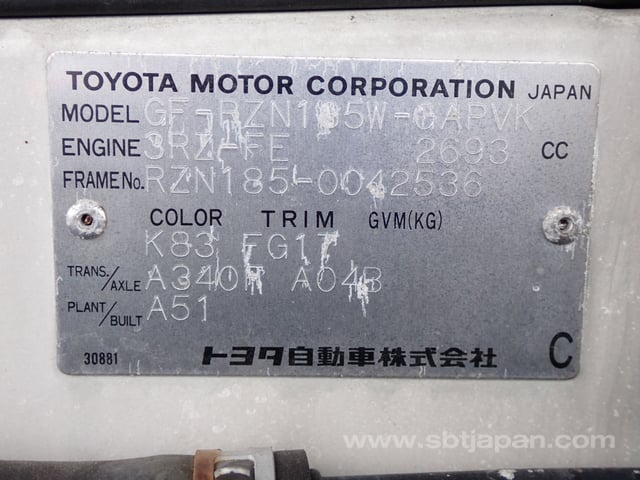 TOYOTA MOTOR CORPORATION JAPAN
MODEL GF-RZN185W-GAPVK
ENGINE 3RZ-FE 2693 CC
FRAME No. RZN185-0042536
COLOR TRIM GVM(KG)
K83 FG17
TRANS./AXLE A340F A04B
PLANT/BUILT A51
30881 トヨタ自動車株式会社 C
www.sbtjapan.com